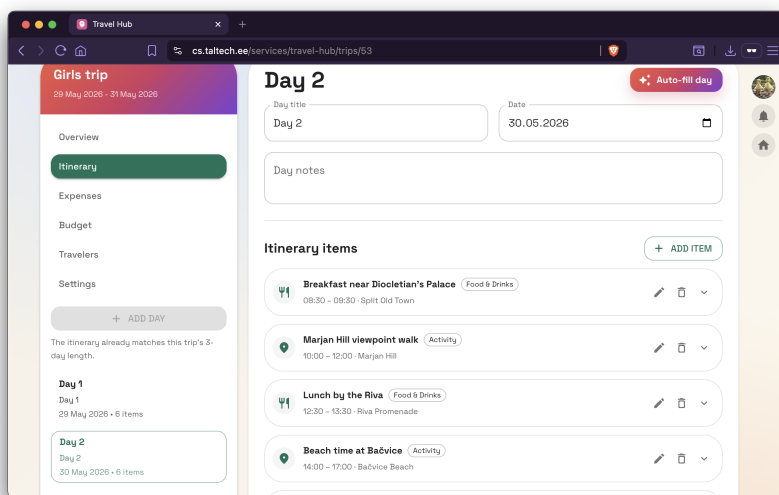 Travel Hub
cs.taltech.ee/services/travel-hub/trips/53
Girls trip
29 May 2026 - 31 May 2026
Overview
Itinerary
Expenses
Budget
Travelers
Settings
+ ADD DAY
The itinerary already matches this trip's 3-
day length.
Day 1
Day 1
29 May 2026 • 6 items
Day 2
Day 2
30 May 2026 • 6 items
Day 2
Auto-fill day
Day title
Day 2
Date
30.05.2026
Day notes
Itinerary items
+ ADD ITEM
Breakfast near Diocletian's Palace Food & Drinks
08:30 – 09:30 · Split Old Town
Marjan Hill viewpoint walk Activity
10:00 – 12:00 · Marjan Hill
Lunch by the Riva Food & Drinks
12:30 – 13:30 · Riva Promenade
Beach time at Bačvice Activity
14:00 – 17:00 · Bačvice Beach